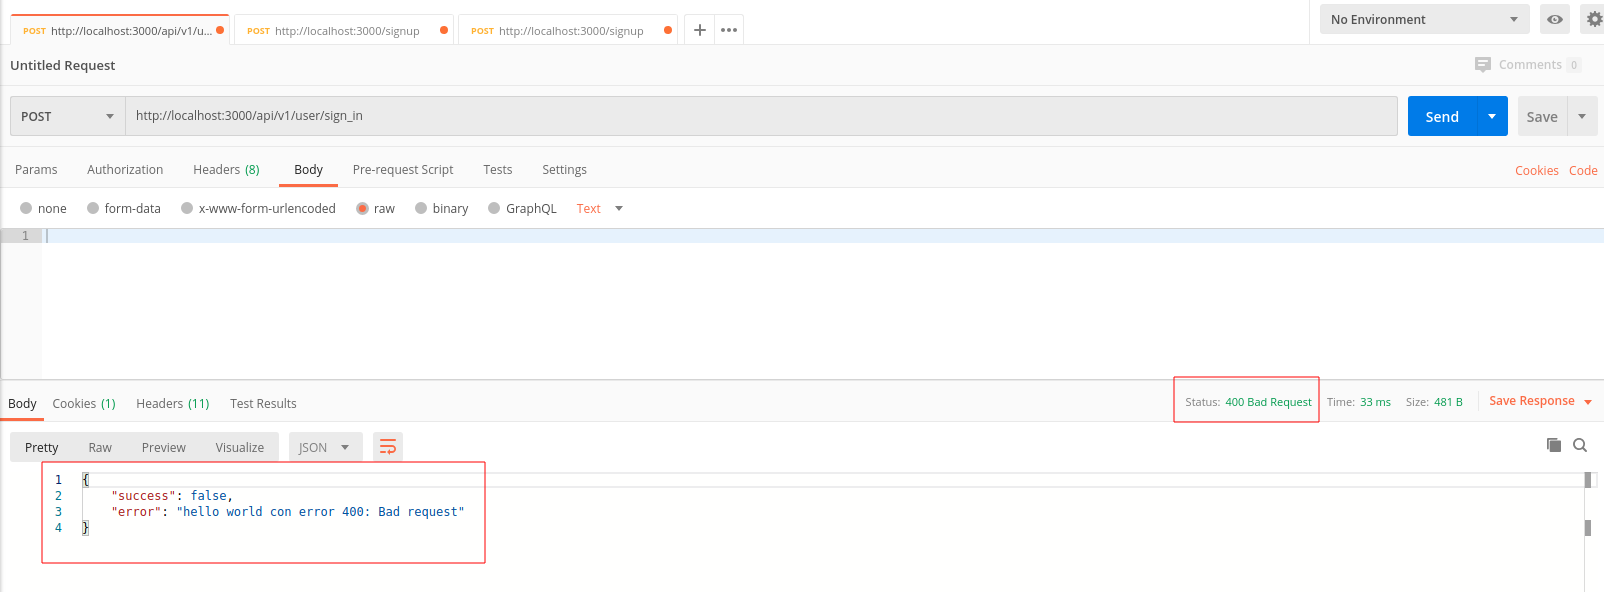 POST http://localhost:3000/api/v1/u... POST http://localhost:3000/signup POST http://localhost:3000/signup No Environment
Untitled Request Comments 0
POST http://localhost:3000/api/v1/user/sign_in Send Save
Params Authorization Headers (8) Body Pre-request Script Tests Settings Cookies Code
none form-data x-www-form-urlencoded raw binary GraphQL Text
1
Body Cookies (1) Headers (11) Test Results Status: 400 Bad Request Time: 33 ms Size: 481 B Save Response
Pretty Raw Preview Visualize JSON
1 {
2 "success": false,
3 "error": "hello world con error 400: Bad request"
4 }